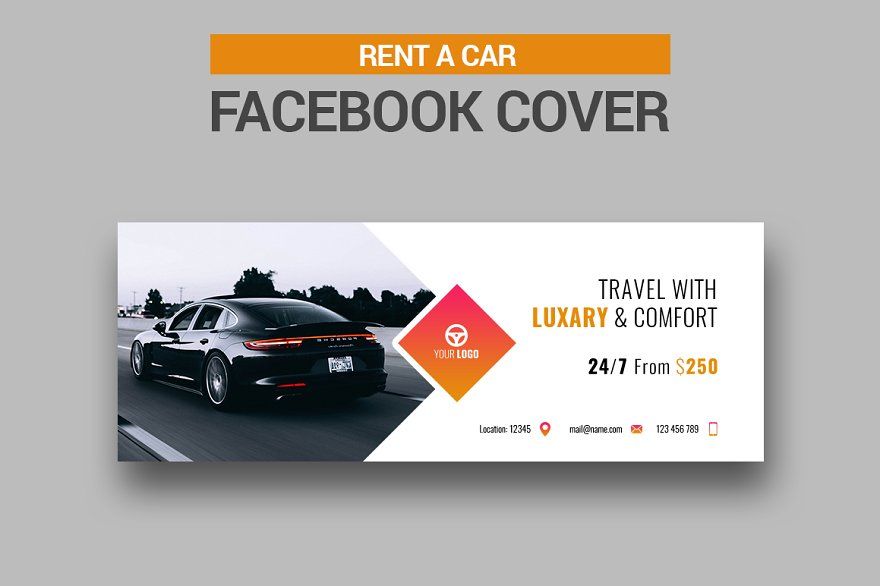 RENT A CAR
FACEBOOK COVER
TRAVEL WITH
LUXARY & COMFORT
24/7 From $250
YOUR LOGO
PORSCHE
Location: 12345 mail@name.com 123 456 789